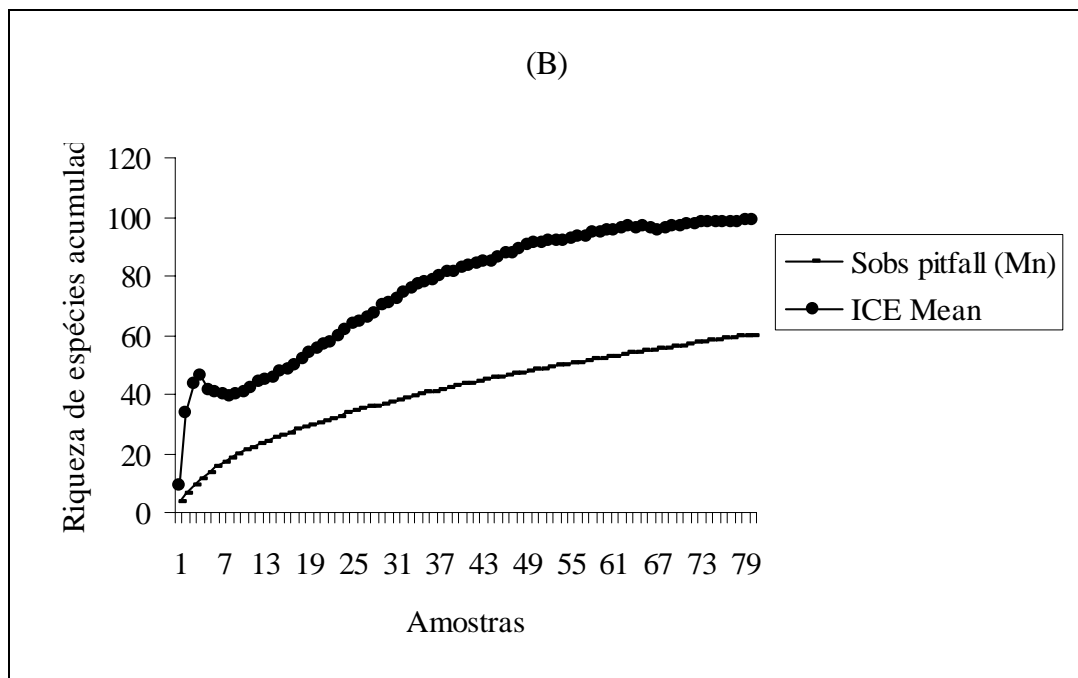 (B)
Riqueza de espécies acumulad
120
100
80
60
40
20
0
1 7 13 19 25 31 37 43 49 55 61 67 73 79
Amostras
Sobs pitfall (Mn)
ICE Mean